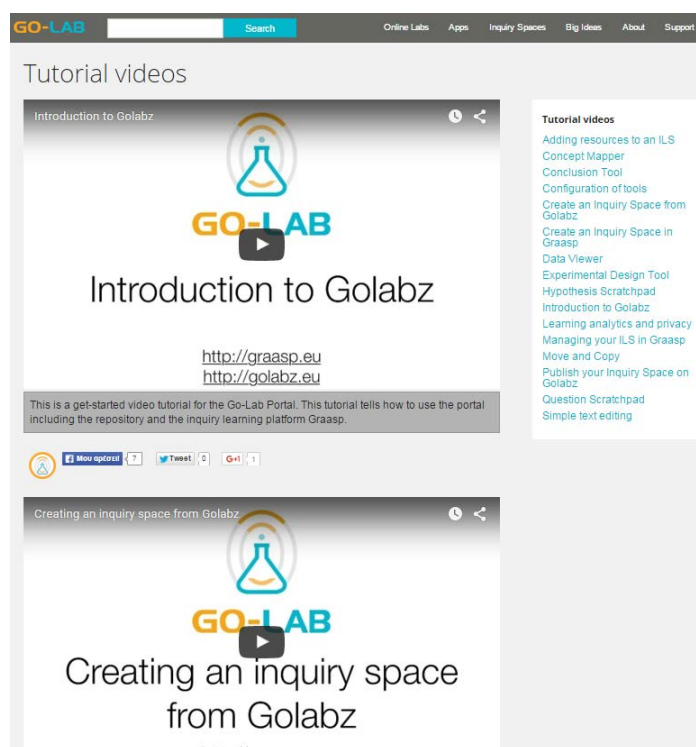 GO-LAB
Search
Online Labs Apps Inquiry Spaces Big Ideas About Support
Tutorial videos
Introduction to Golabz
GO-LAB
Introduction to Golabz
http://graasp.eu
http://golabz.eu
This is a get-started video tutorial for the Go-Lab Portal. This tutorial tells how to use the portal
including the repository and the inquiry learning platform Graasp.
Μου αρέσει 7 Tweet 0 G+1 1
Creating an inquiry space from Golabz
GO-LAB
Creating an inquiry space
from Golabz
Tutorial videos
Adding resources to an ILS
Concept Mapper
Conclusion Tool
Configuration of tools
Create an Inquiry Space from
Golabz
Create an Inquiry Space in
Graasp
Data Viewer
Experimental Design Tool
Hypothesis Scratchpad
Introduction to Golabz
Learning analytics and privacy
Managing your ILS in Graasp
Move and Copy
Publish your Inquiry Space on
Golabz
Question Scratchpad
Simple text editing